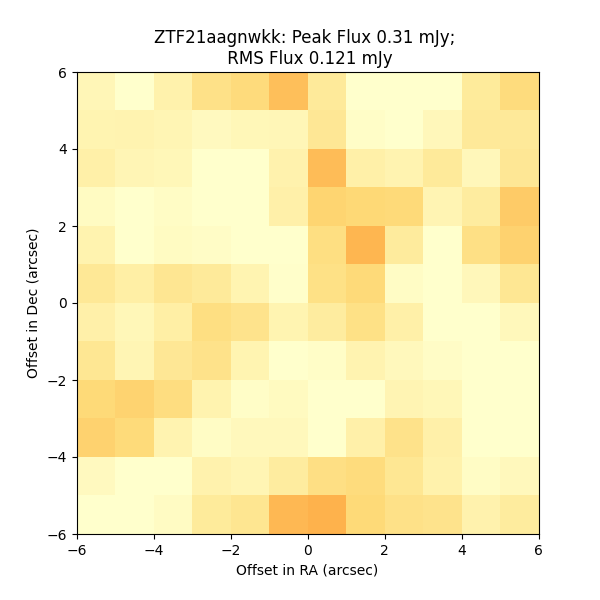 ZTF21aagnwkk: Peak Flux 0.31 mJy;
RMS Flux 0.121 mJy
6
4
2
0
−2
−4
−6
Offset in Dec (arcsec)
−6 −4 −2 0 2 4 6
Offset in RA (arcsec)